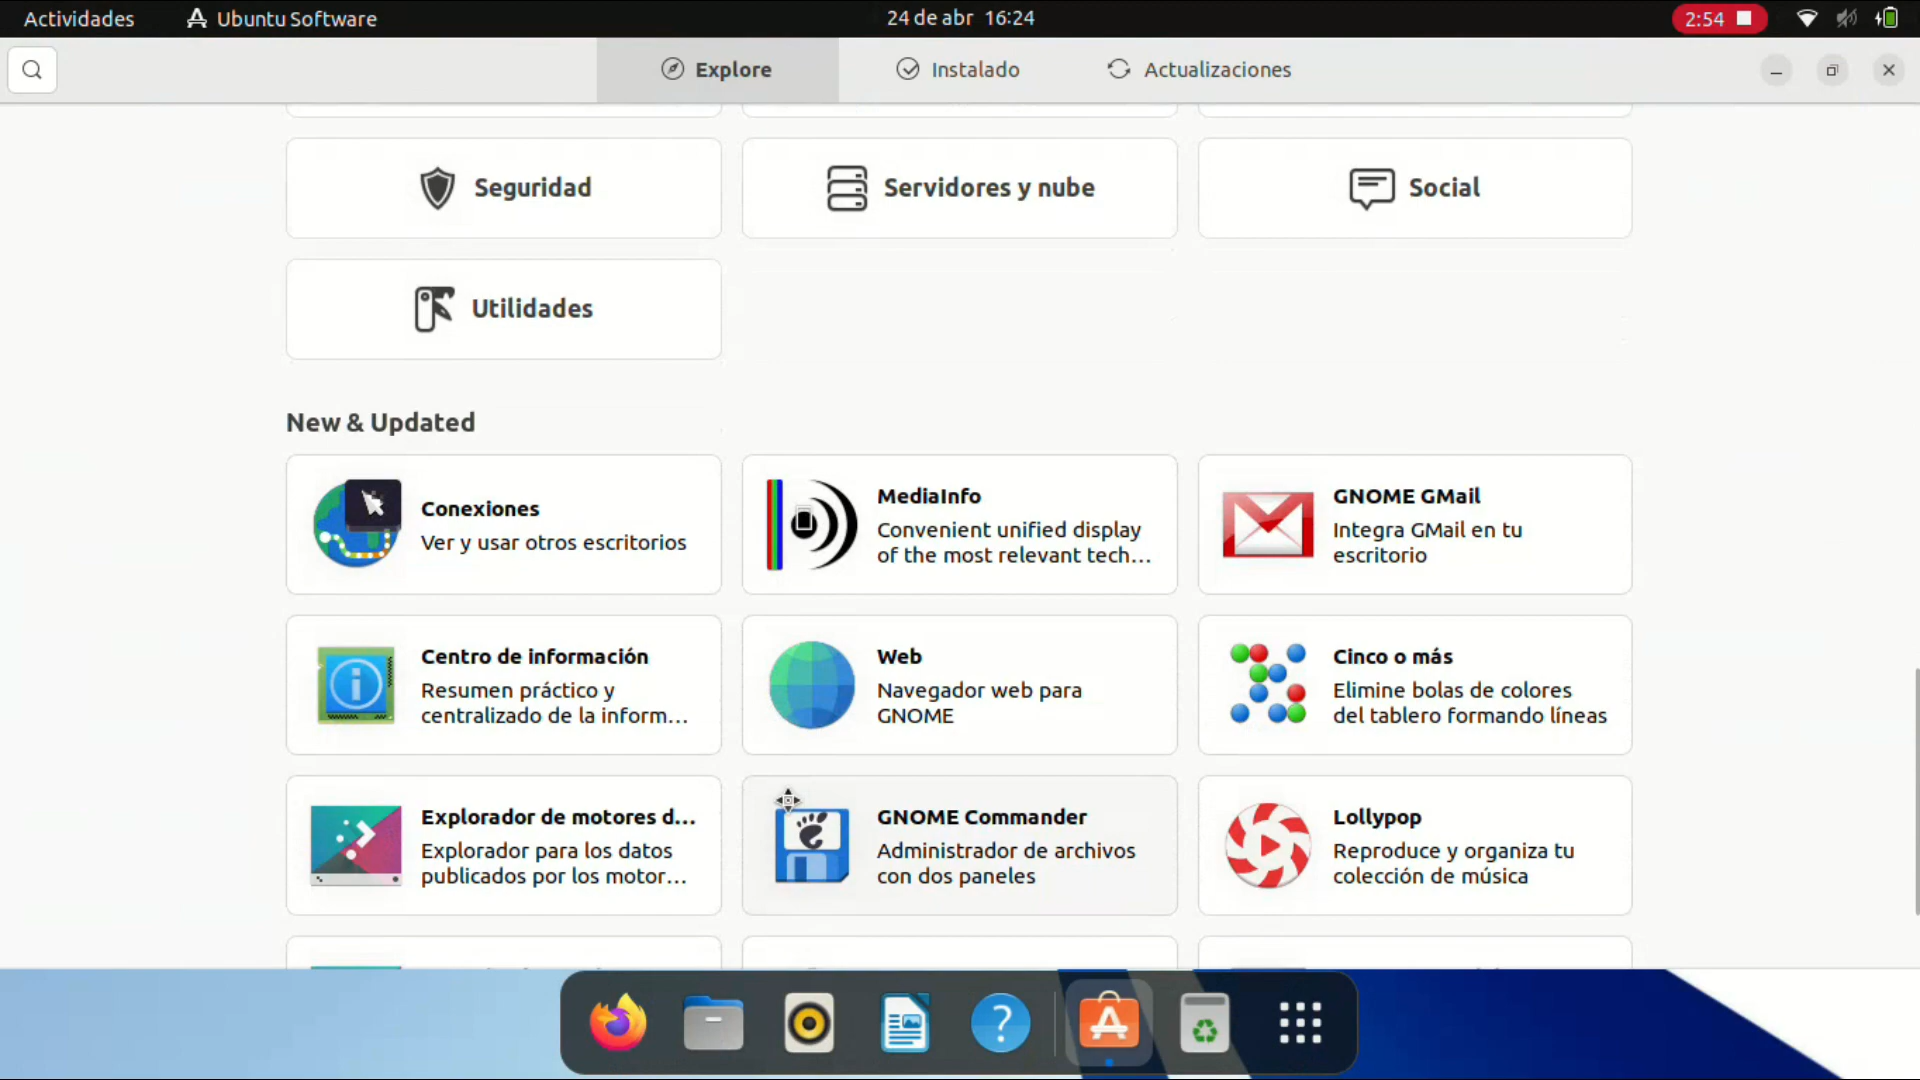 Actividades
Ubuntu Software
24 de abr 16:24
2:54
Explore
Instalado
Actualizaciones
Seguridad
Servidores y nube
Social
Utilidades
New & Updated
Conexiones
Ver y usar otros escritorios
MediaInfo
Convenient unified display
of the most relevant tech...
GNOME GMail
Integra GMail en tu
escritorio
Centro de información
Resumen práctico y
centralizado de la inform...
Web
Navegador web para
GNOME
Cinco o más
Elimine bolas de colores
del tablero formando líneas
Explorador de motores d...
Explorador para los datos
publicados por los motor...
GNOME Commander
Administrador de archivos
con dos paneles
Lollypop
Reproduce y organiza tu
colección de música